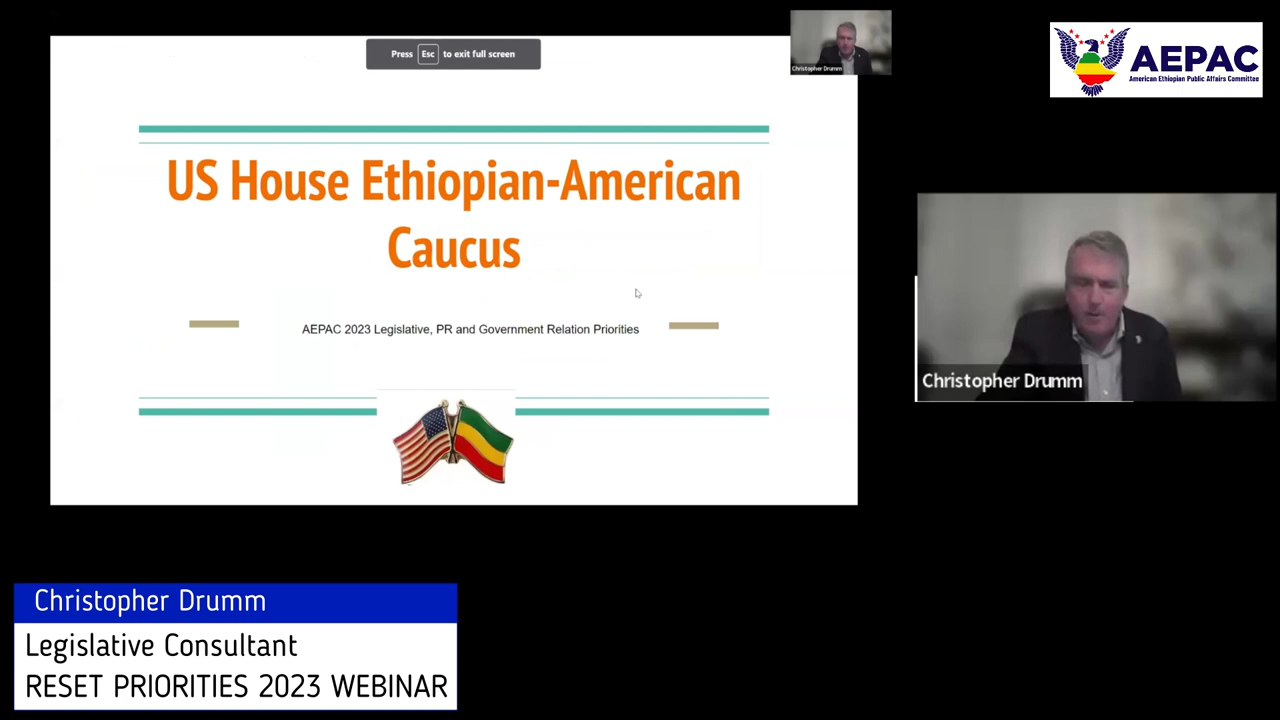 Press Esc to exit full screen
Christopher Drumm
AEPAC
American Ethiopian Public Affairs Committee
US House Ethiopian-American
Caucus
AEPAC 2023 Legislative, PR and Government Relation Priorities
Christopher Drumm
Christopher Drumm
Legislative Consultant
RESET PRIORITIES 2023 WEBINAR